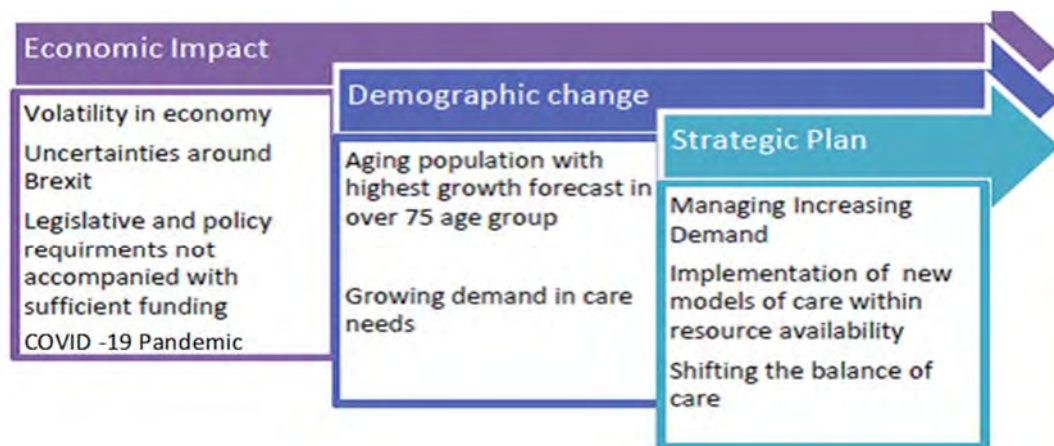 Economic Impact
Volatility in economy
Uncertainties around
Brexit
Legislative and policy
requirments not
accompanied with
sufficient funding
COVID -19 Pandemic
Demographic change
Aging population with
highest growth forecast in
over 75 age group
Growing demand in care
needs
Strategic Plan
Managing Increasing
Demand
Implementation of new
models of care within
resource availability
Shifting the balance of
care